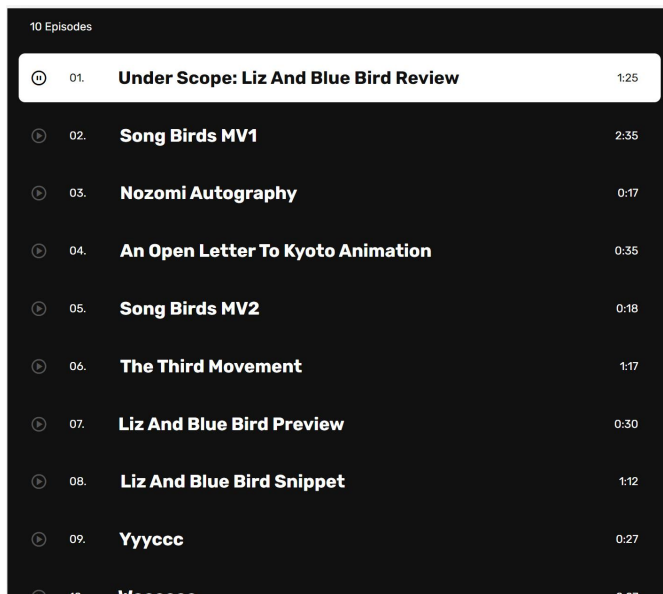 10 Episodes
01. Under Scope: Liz And Blue Bird Review 1:25
02. Song Birds MV1 2:35
03. Nozomi Autography 0:17
04. An Open Letter To Kyoto Animation 0:35
05. Song Birds MV2 0:18
06. The Third Movement 1:17
07. Liz And Blue Bird Preview 0:30
08. Liz And Blue Bird Snippet 1:12
09. Yyyccc 0:27